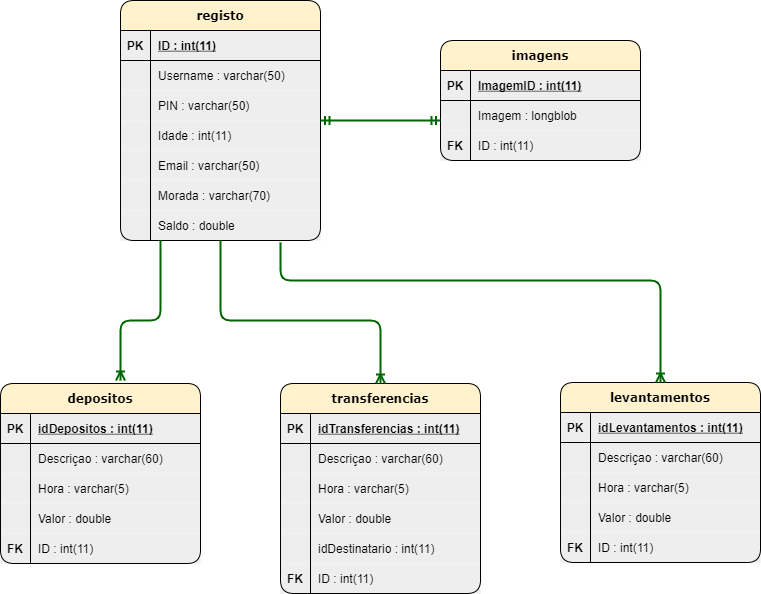 registo
PK ID : int(11)
Username : varchar(50)
PIN : varchar(50)
Idade : int(11)
Email : varchar(50)
Morada : varchar(70)
Saldo : double
imagens
PK ImagemID : int(11)
Imagem : longblob
FK ID : int(11)
depositos
PK idDepositos : int(11)
Descriçao : varchar(60)
Hora : varchar(5)
Valor : double
FK ID : int(11)
transferencias
PK idTransferencias : int(11)
Descriçao : varchar(60)
Hora : varchar(5)
Valor : double
idDestinatario : int(11)
FK ID : int(11)
levantamentos
PK idLevantamentos : int(11)
Descriçao : varchar(60)
Hora : varchar(5)
Valor : double
FK ID : int(11)